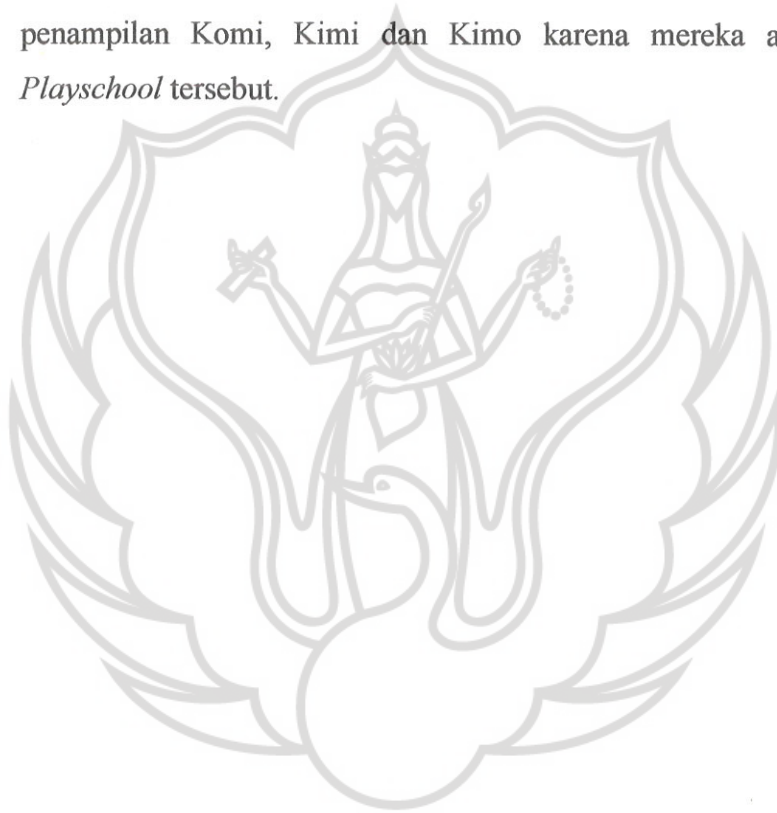 penampilan Komi, Kimi dan Kimo karena mereka a
Playschool tersebut.